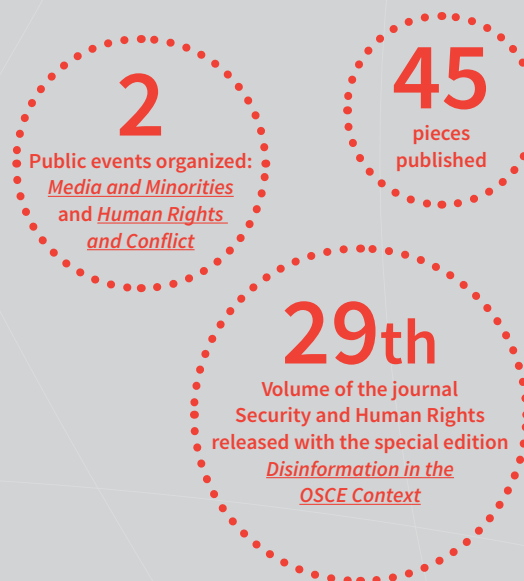 2
Public events organized:
Media and Minorities
and Human Rights
and Conflict
45
pieces
published
29th
Volume of the journal
Security and Human Rights
released with the special edition
Disinformation in the
OSCE Context